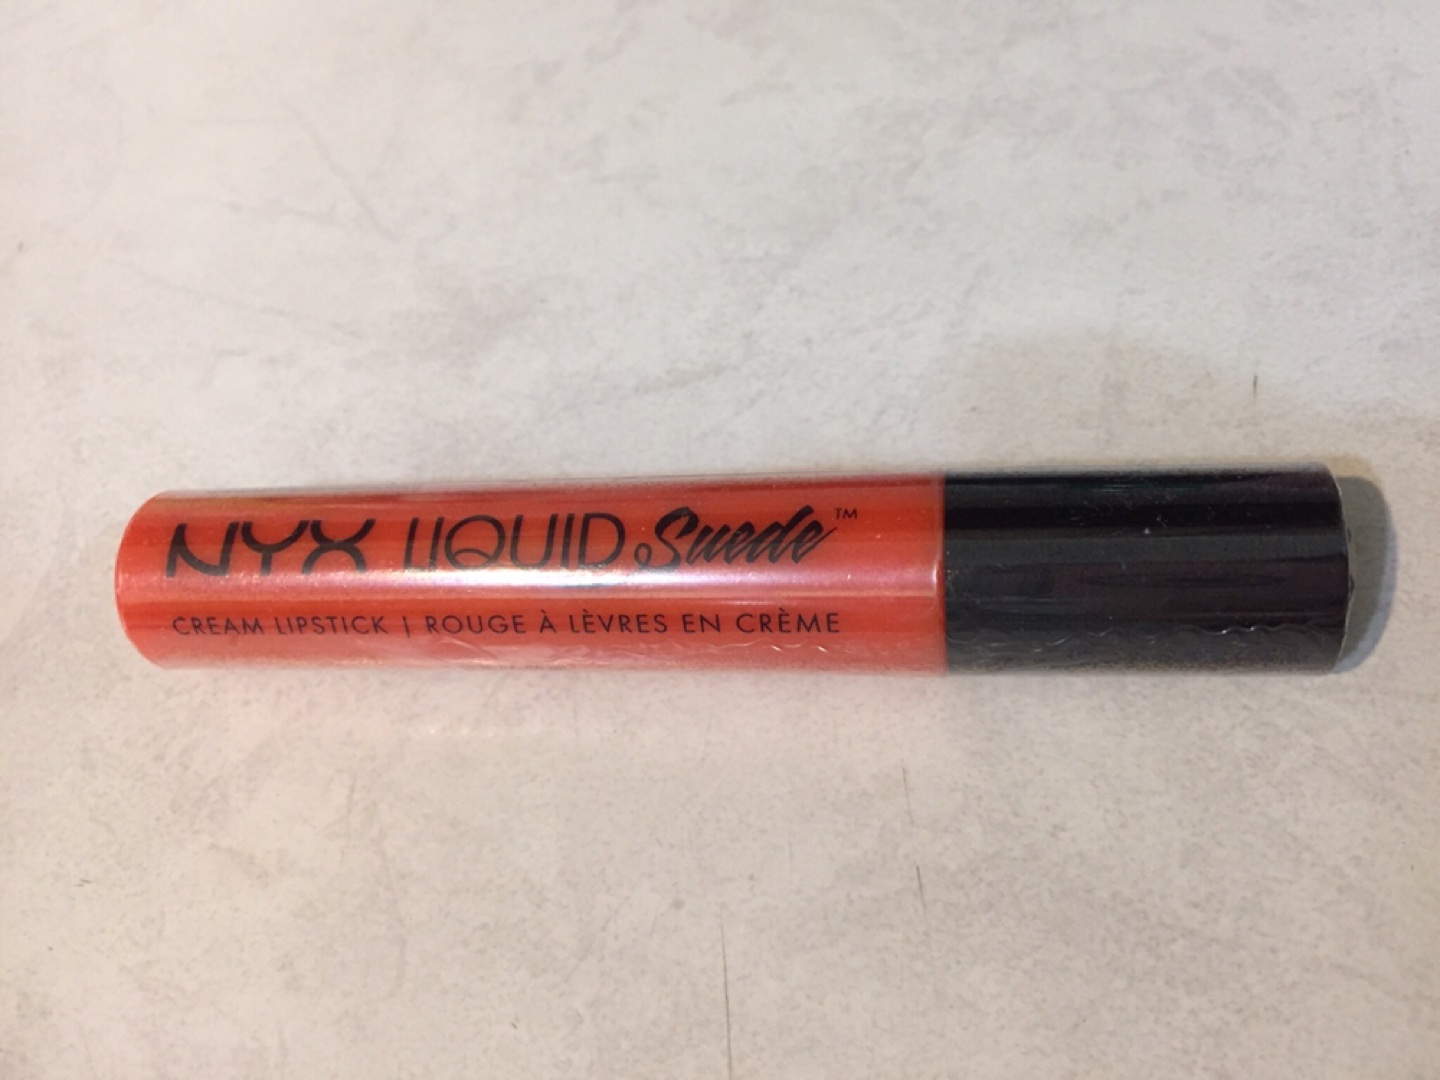 NYX LIQUID Suede™
CREAM LIPSTICK | ROUGE À LÈVRES EN CRÈME